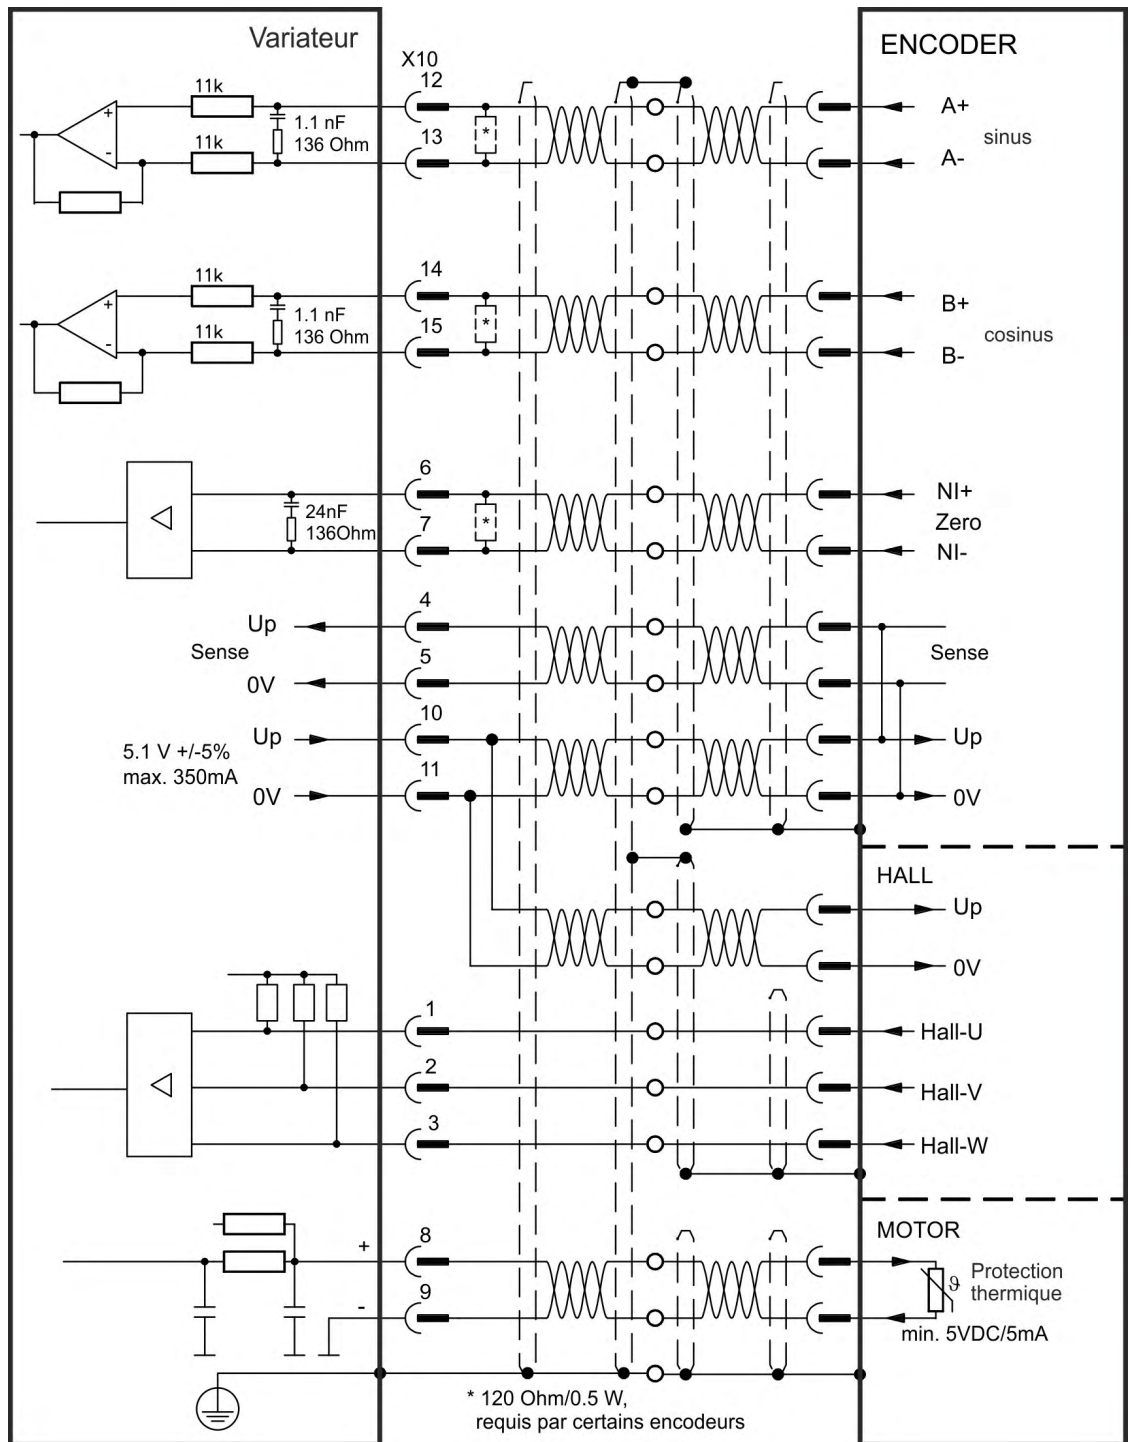 Variateur
X10
ENCODER
11k
12
A+
1.1 nF
136 Ohm
*
sinus
11k
13
A-
11k
14
B+
1.1 nF
136 Ohm
*
cosinus
11k
15
B-
6
NI+
24nF
136Ohm
*
Zero
7
NI-
Up
4
Sense
Sense
0V
5
5.1 V +/-5%
max. 350mA
Up
10
Up
0V
11
0V
HALL
Up
0V
1
Hall-U
2
Hall-V
3
Hall-W
MOTOR
+
8
ϑ
Protection
thermique
-
9
min. 5VDC/5mA
* 120 Ohm/0.5 W,
requis par certains encodeurs